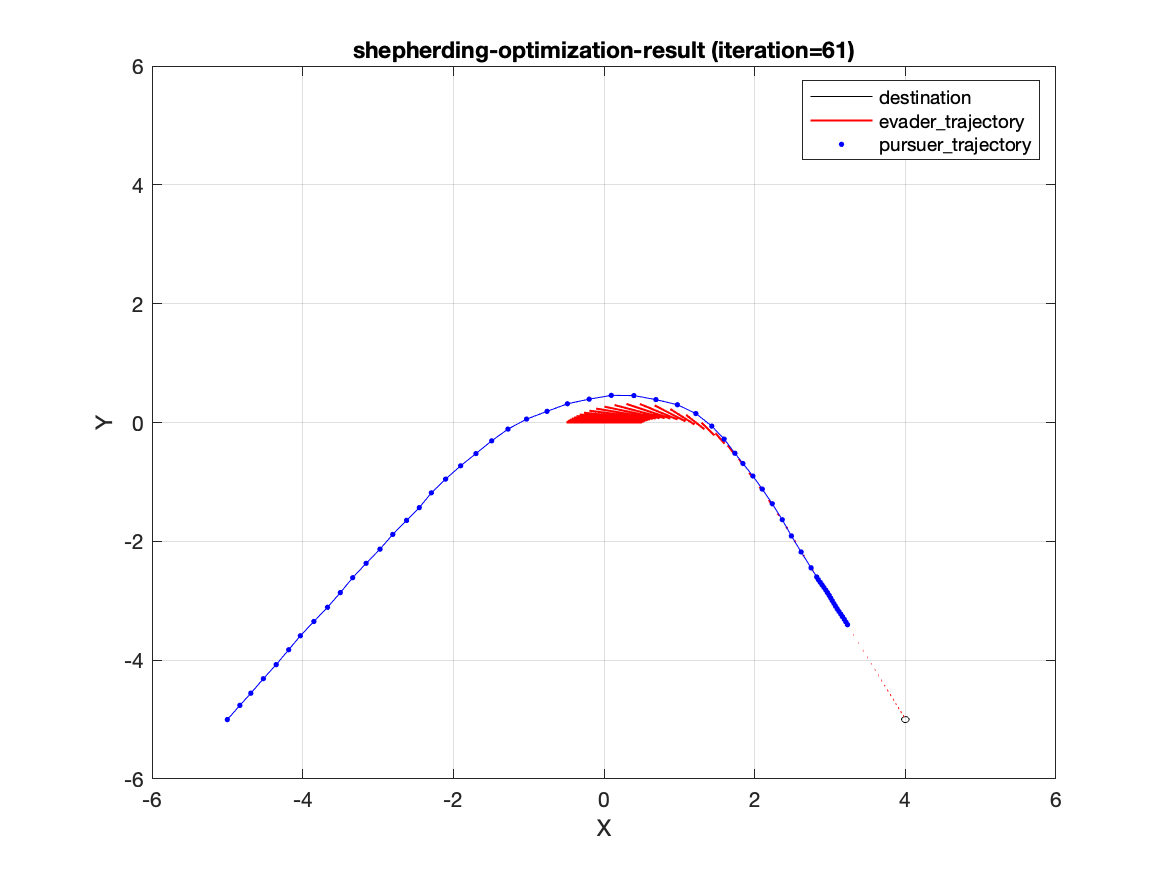 shepherding-optimization-result (iteration=61)
destination
evader_trajectory
pursuer_trajectory
6
4
2
0
-2
-4
-6
Y
-6 -4 -2 0 2 4 6
X